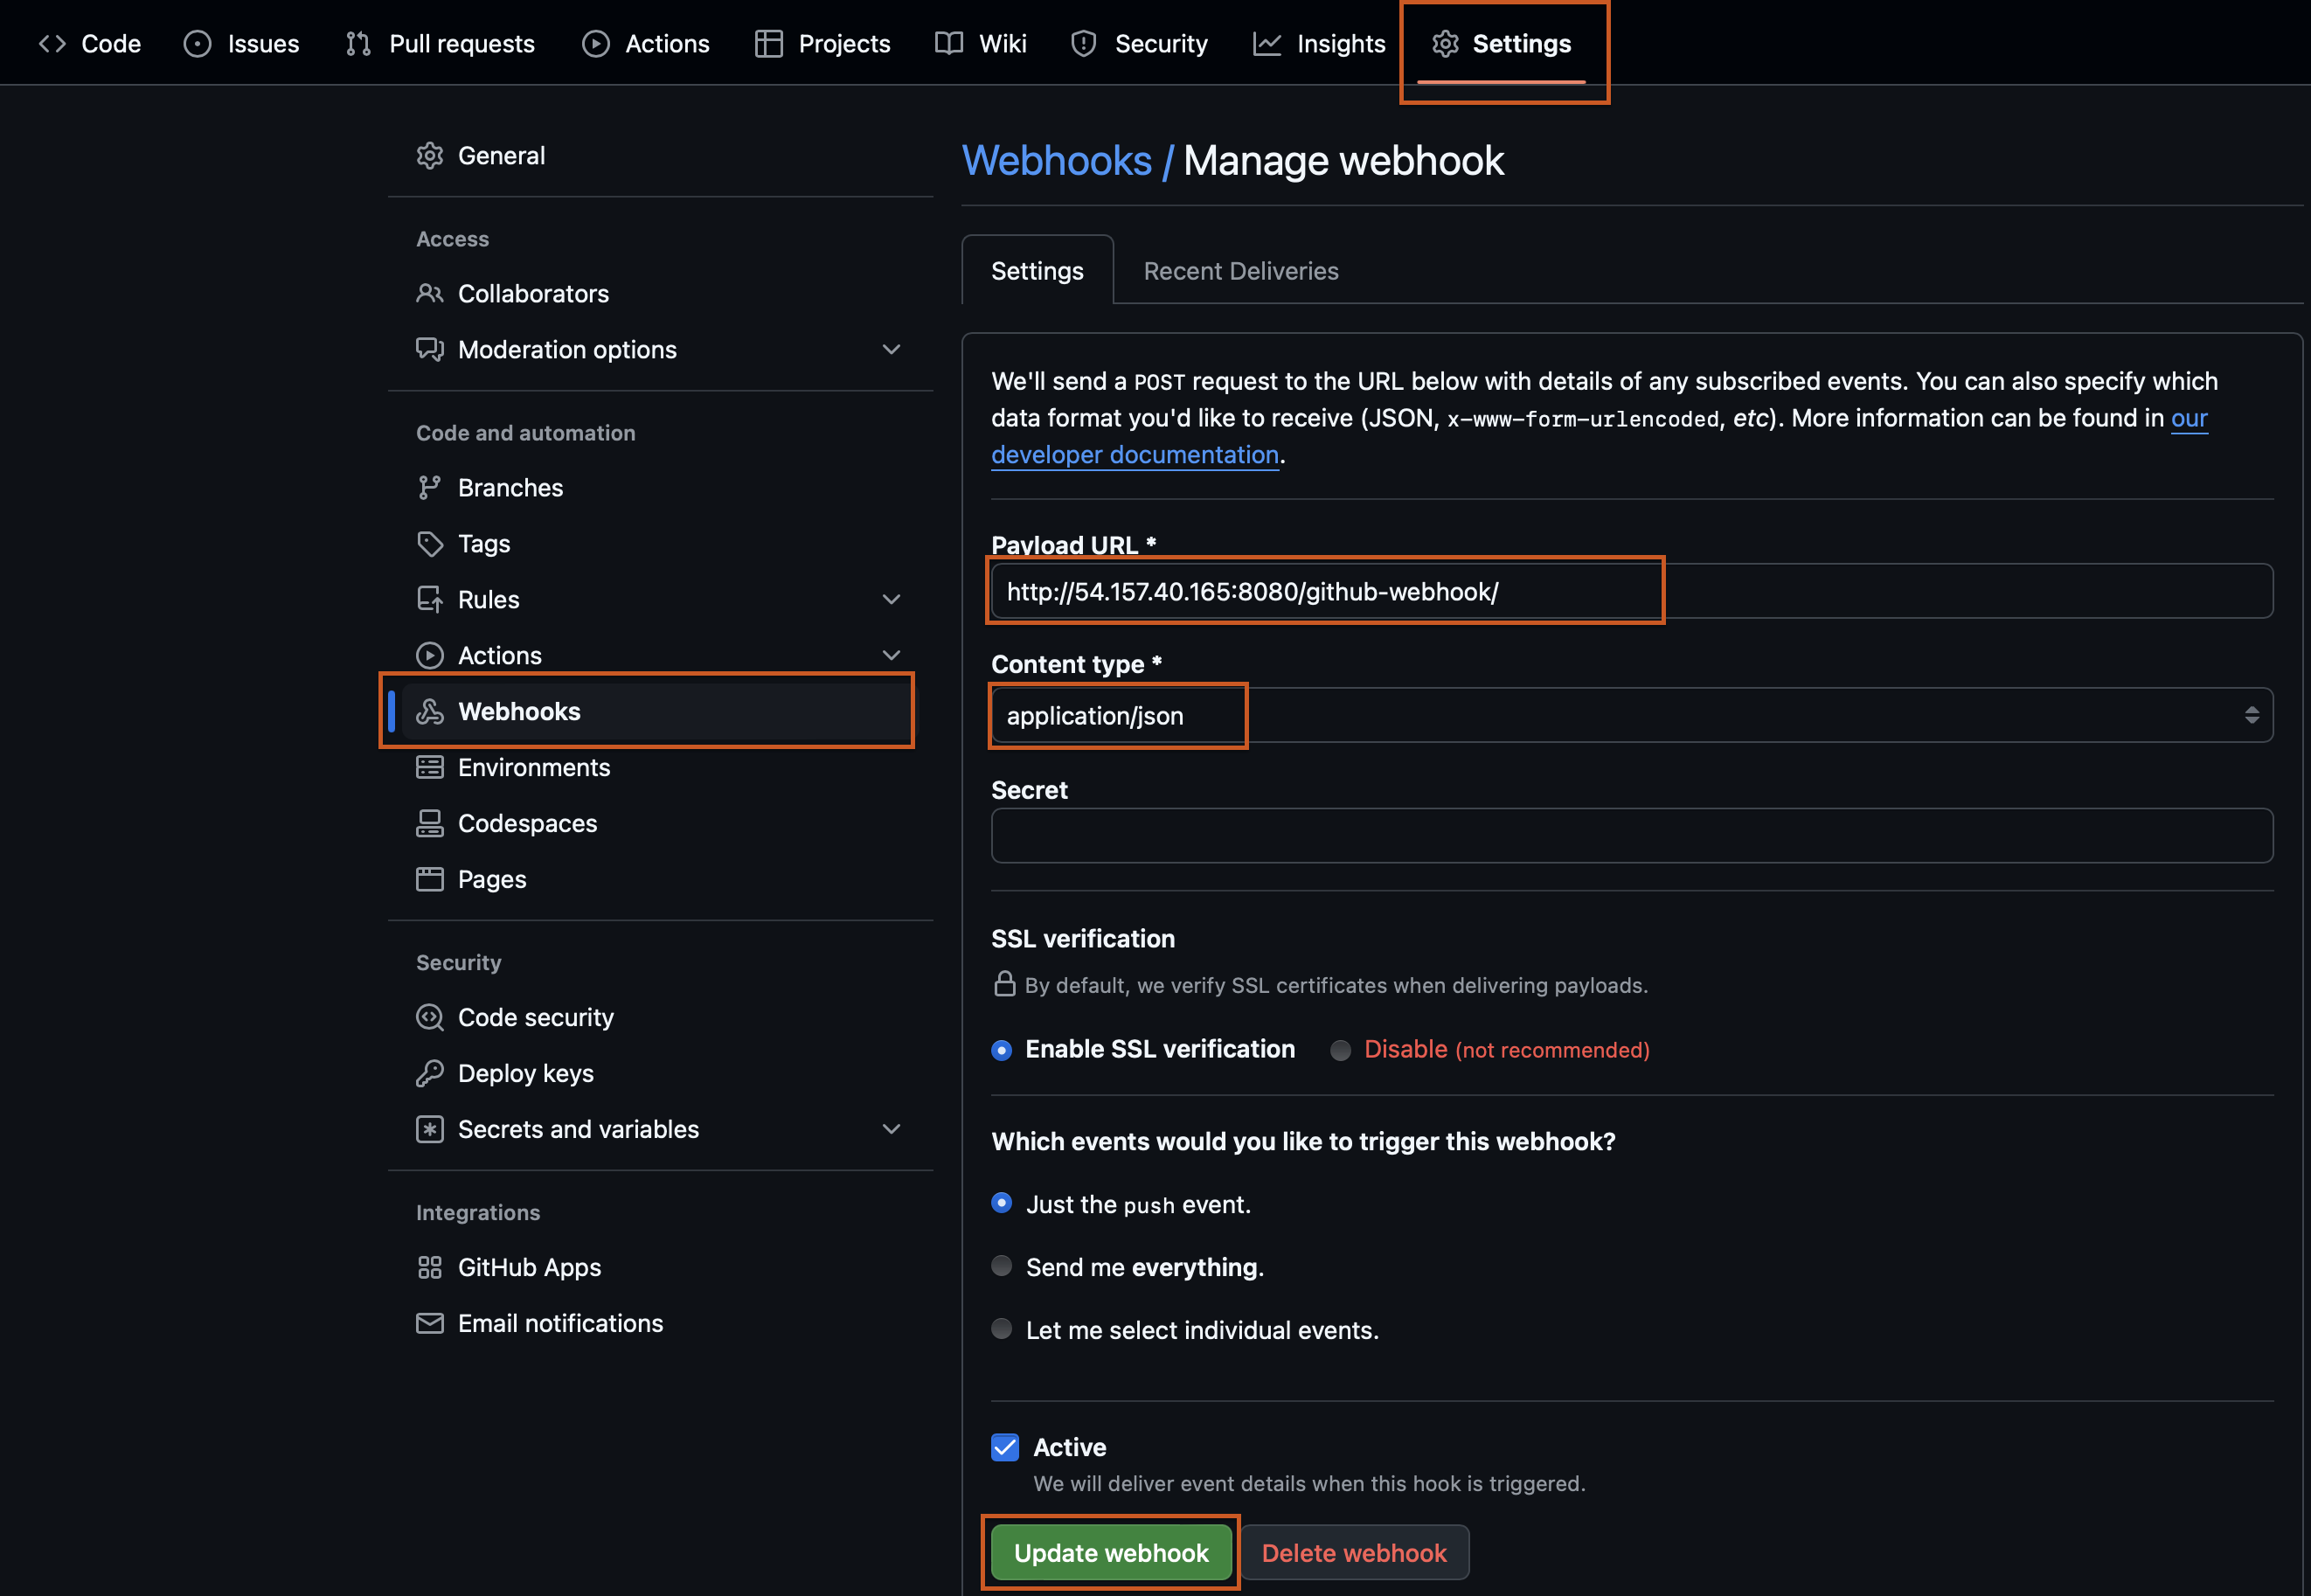 Code Issues Pull requests Actions Projects Wiki Security Insights Settings
General
Access
Collaborators
Moderation options
Code and automation
Branches
Tags
Rules
Actions
Webhooks
Environments
Codespaces
Pages
Security
Code security
Deploy keys
Secrets and variables
Integrations
GitHub Apps
Email notifications
Webhooks / Manage webhook
Settings Recent Deliveries
We'll send a POST request to the URL below with details of any subscribed events. You can also specify which
data format you'd like to receive (JSON, x-www-form-urlencoded, etc). More information can be found in our
developer documentation.
Payload URL *
http://54.157.40.165:8080/github-webhook/
Content type *
application/json
Secret
SSL verification
By default, we verify SSL certificates when delivering payloads.
Enable SSL verification Disable (not recommended)
Which events would you like to trigger this webhook?
Just the push event.
Send me everything.
Let me select individual events.
Active
We will deliver event details when this hook is triggered.
Update webhook Delete webhook